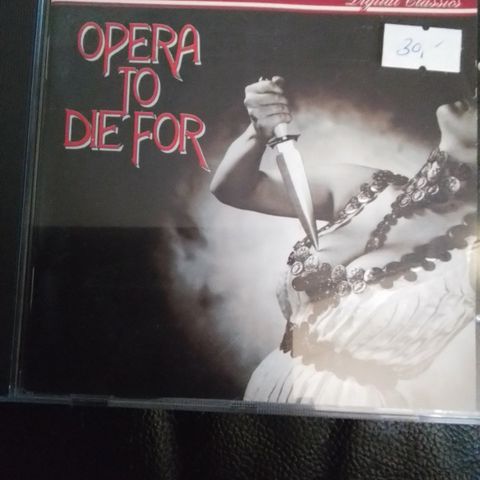 Digital Classics
30,-
OPERA
TO
DIE FOR